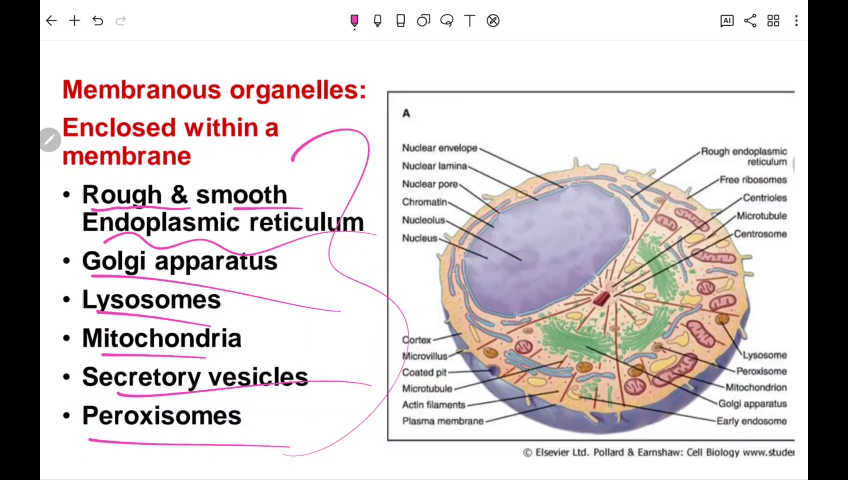 AI
Membranous organelles:
Enclosed within a
membrane
• Rough & smooth
Endoplasmic reticulum
• Golgi apparatus
• Lysosomes
• Mitochondria
• Secretory vesicles
• Peroxisomes
A
Nuclear envelope
Nuclear lamina
Nuclear pore
Chromatin
Nucleolus
Nucleus
Cortex
Microvillus
Coated pit
Microtubule
Actin filaments
Plasma membrane
Rough endoplasmic
reticulum
Free ribosomes
Centrioles
Microtubule
Centrosome
Lysosome
Peroxisome
Mitochondrion
Golgi apparatus
Early endosome
© Elsevier Ltd. Pollard & Earnshaw: Cell Biology www.stude